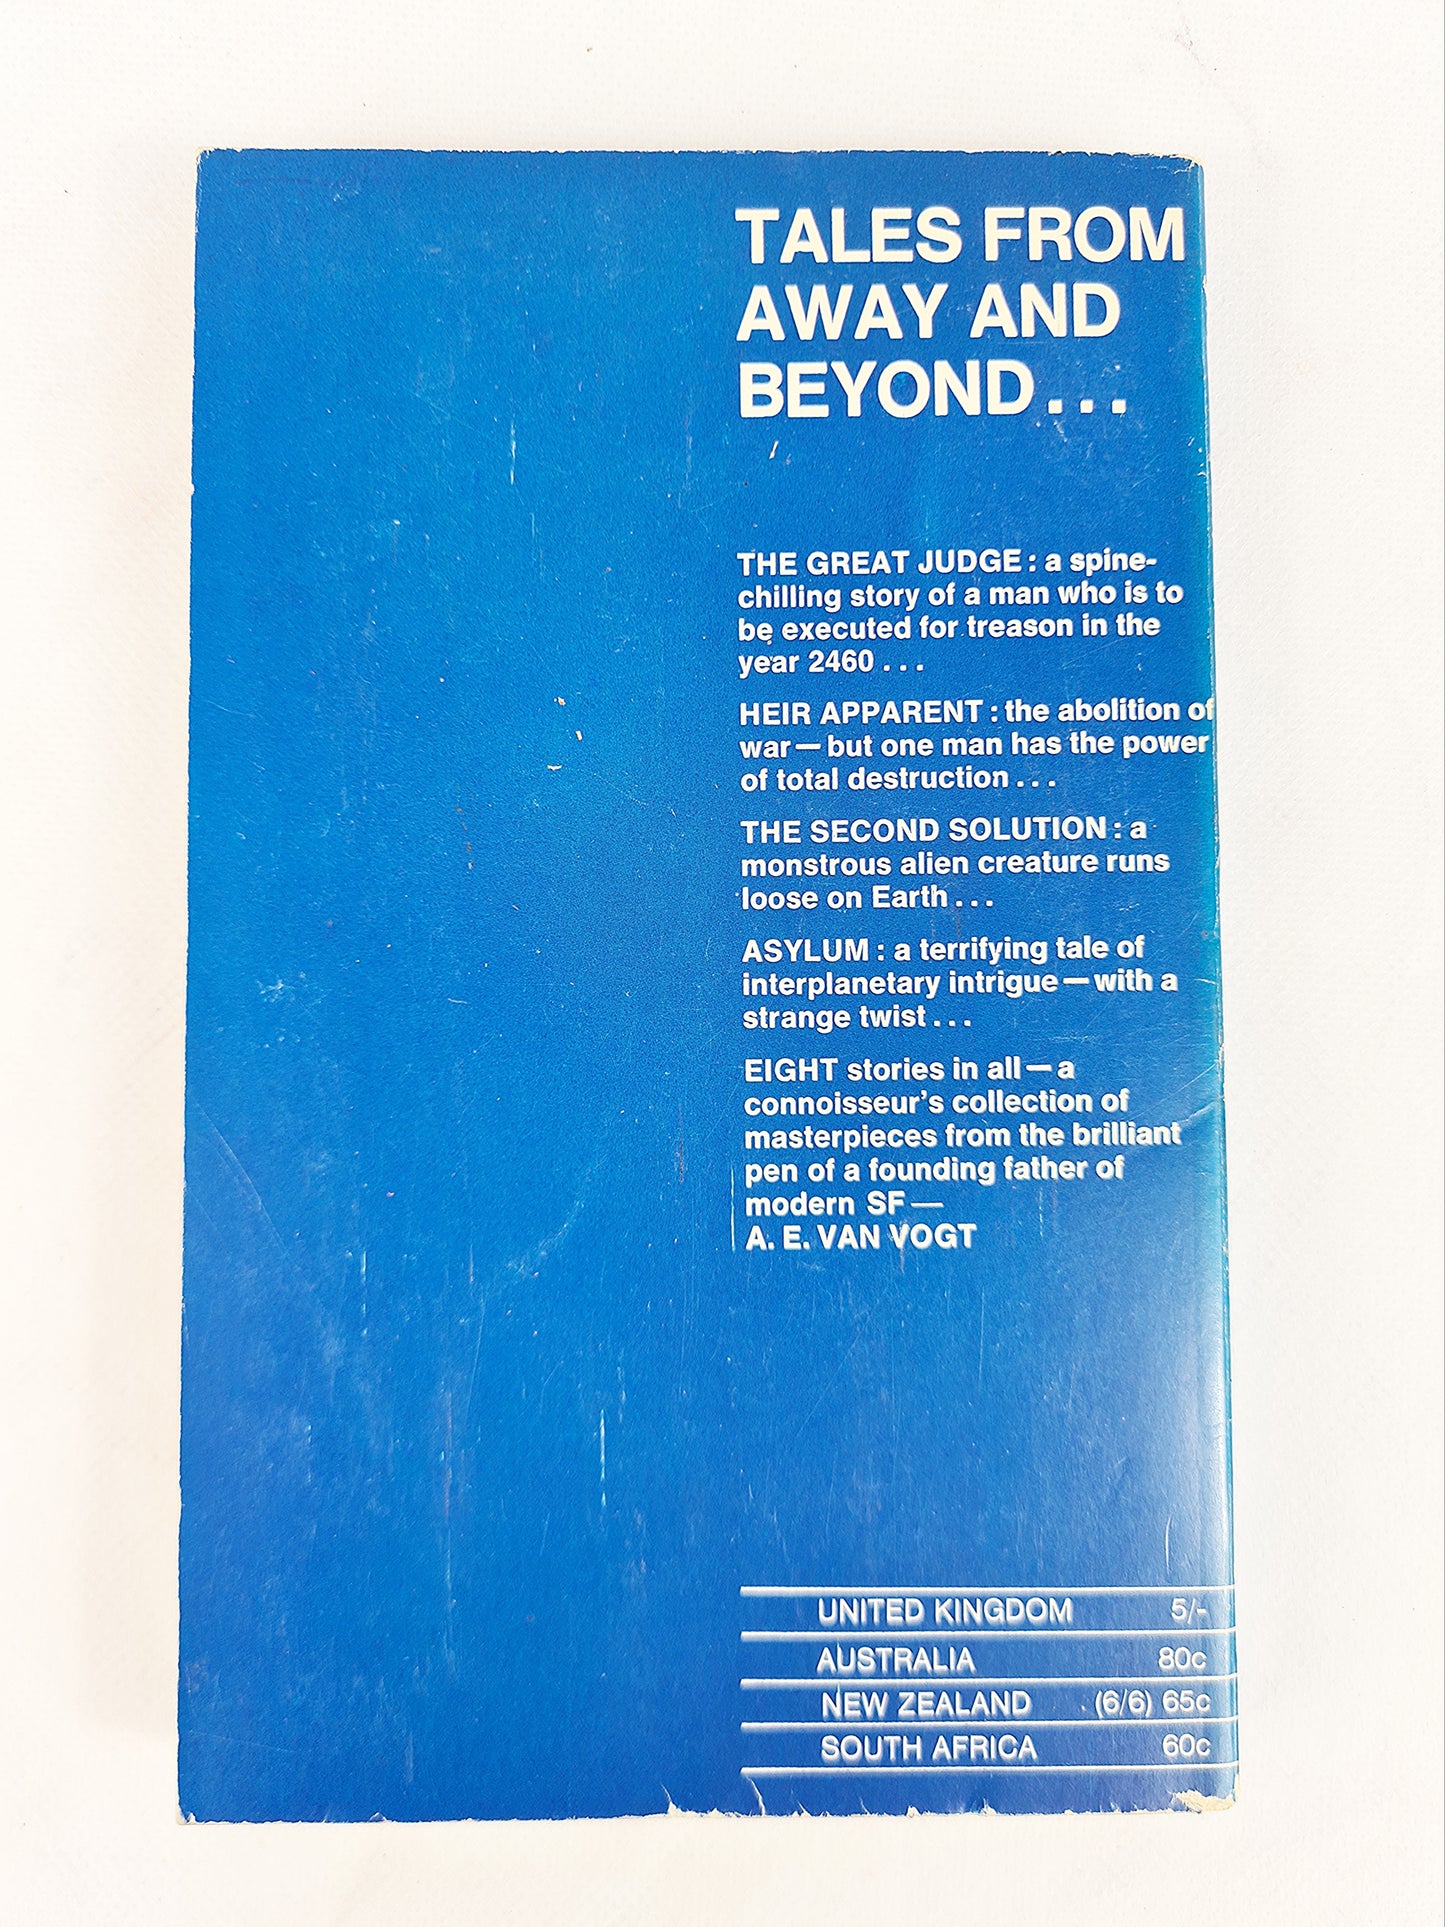 TALES FROM
AWAY AND
BEYOND...
THE GREAT JUDGE: a spine-
chilling story of a man who is to
be executed for treason in the
year 2460...
HEIR APPARENT: the abolition of
war—but one man has the power
of total destruction...
THE SECOND SOLUTION: a
monstrous alien creature runs
loose on Earth...
ASYLUM: a terrifying tale of
interplanetary intrigue—with a
strange twist...
EIGHT stories in all—a
connoisseur's collection of
masterpieces from the brilliant
pen of a founding father of
modern SF—
A. E. VAN VOGT
UNITED KINGDOM 5/-
AUSTRALIA 80c
NEW ZEALAND (6/6) 65c
SOUTH AFRICA 60c